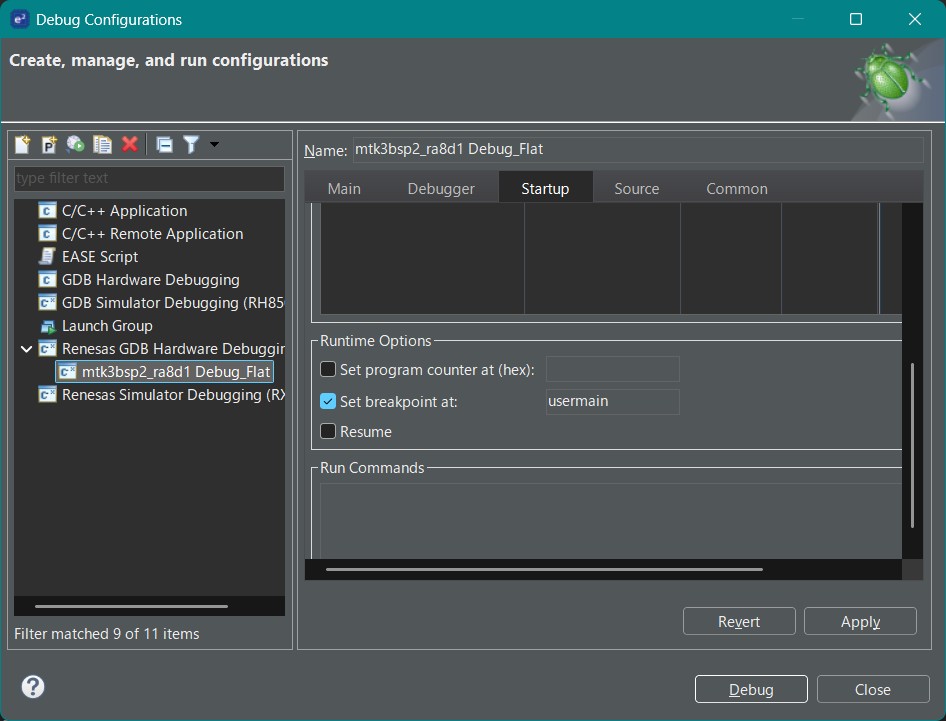 e² Debug Configurations
Create, manage, and run configurations
type filter text
C/C++ Application
C/C++ Remote Application
EASE Script
GDB Hardware Debugging
GDB Simulator Debugging (RH85
Launch Group
Renesas GDB Hardware Debuggin
mtk3bsp2_ra8d1 Debug_Flat
Renesas Simulator Debugging (RX
Filter matched 9 of 11 items
Name: mtk3bsp2_ra8d1 Debug_Flat
Main Debugger Startup Source Common
Runtime Options
Set program counter at (hex):
Set breakpoint at: usermain
Resume
Run Commands
Revert Apply
? Debug Close